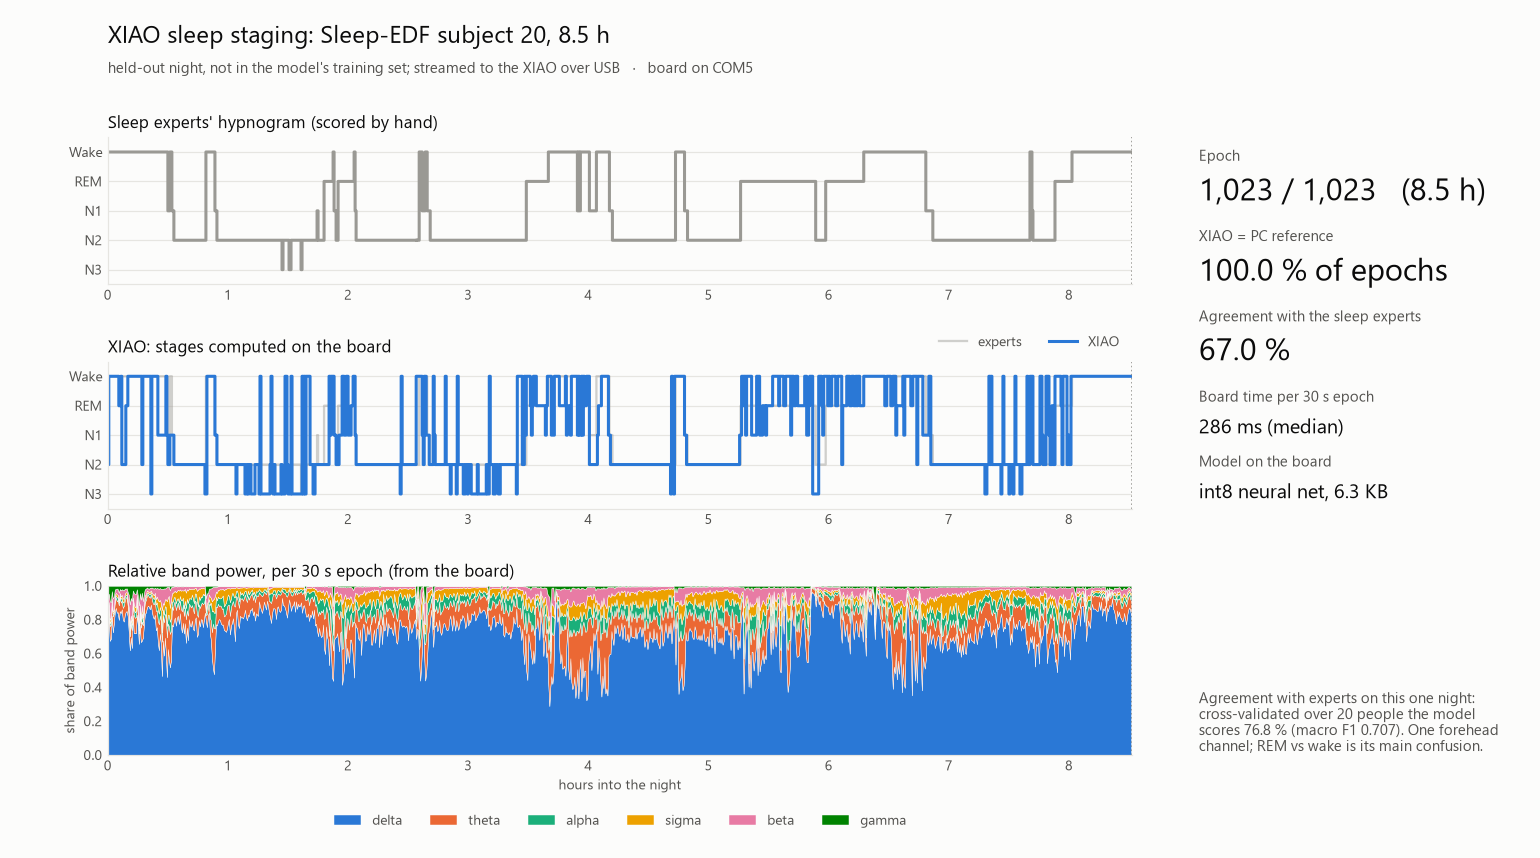 XIAO sleep staging: Sleep-EDF subject 20, 8.5 h
held-out night, not in the model's training set; streamed to the XIAO over USB · board on COM5
Sleep experts' hypnogram (scored by hand)
Wake
REM
N1
N2
N3
0 1 2 3 4 5 6 7 8
XIAO: stages computed on the board
experts XIAO
Wake
REM
N1
N2
N3
0 1 2 3 4 5 6 7 8
Relative band power, per 30 s epoch (from the board)
share of band power
1.0
0.8
0.6
0.4
0.2
0.0
0 1 2 3 4 5 6 7 8
hours into the night
delta theta alpha sigma beta gamma
Epoch
1,023 / 1,023 (8.5 h)
XIAO = PC reference
100.0 % of epochs
Agreement with the sleep experts
67.0 %
Board time per 30 s epoch
286 ms (median)
Model on the board
int8 neural net, 6.3 KB
Agreement with experts on this one night:
cross-validated over 20 people the model
scores 76.8 % (macro F1 0.707). One forehead
channel; REM vs wake is its main confusion.